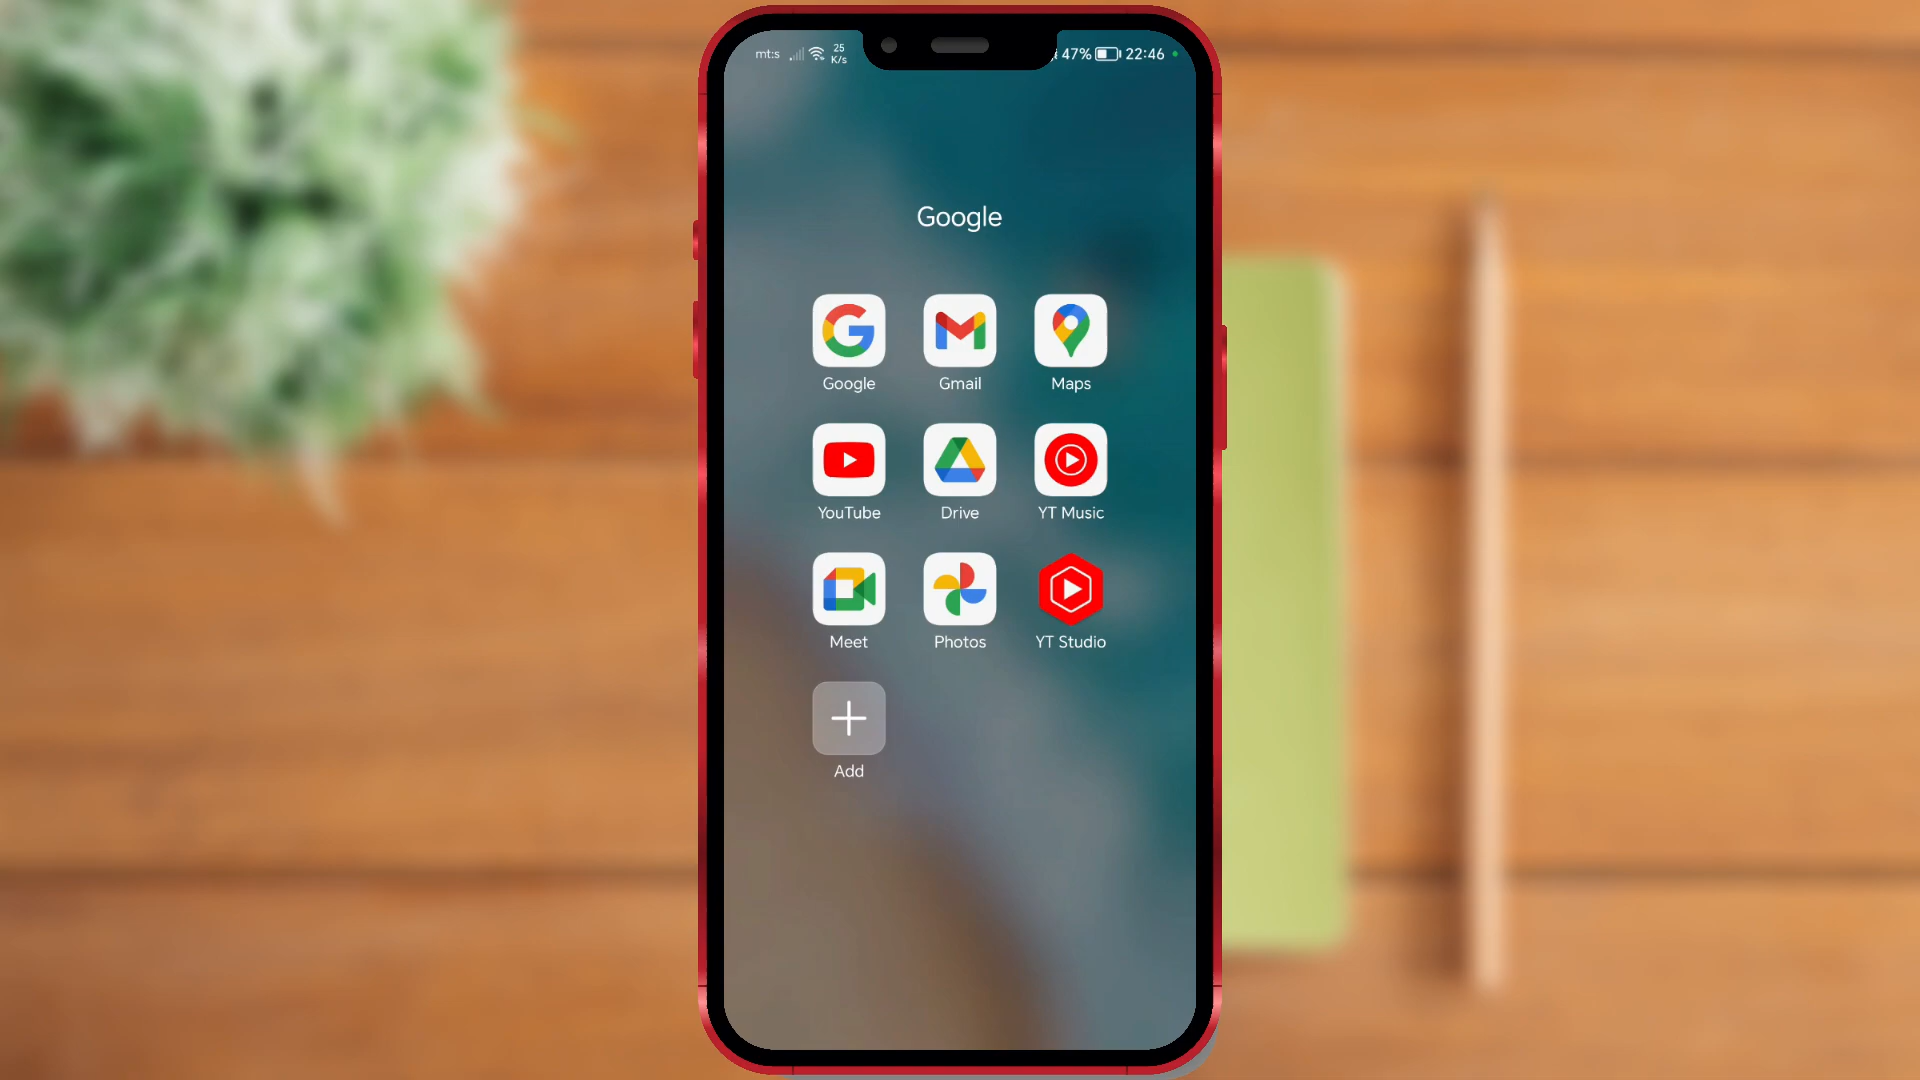 mt:s 25 K/s 47% 22:46
Google
Google Gmail Maps
YouTube Drive YT Music
Meet Photos YT Studio
Add